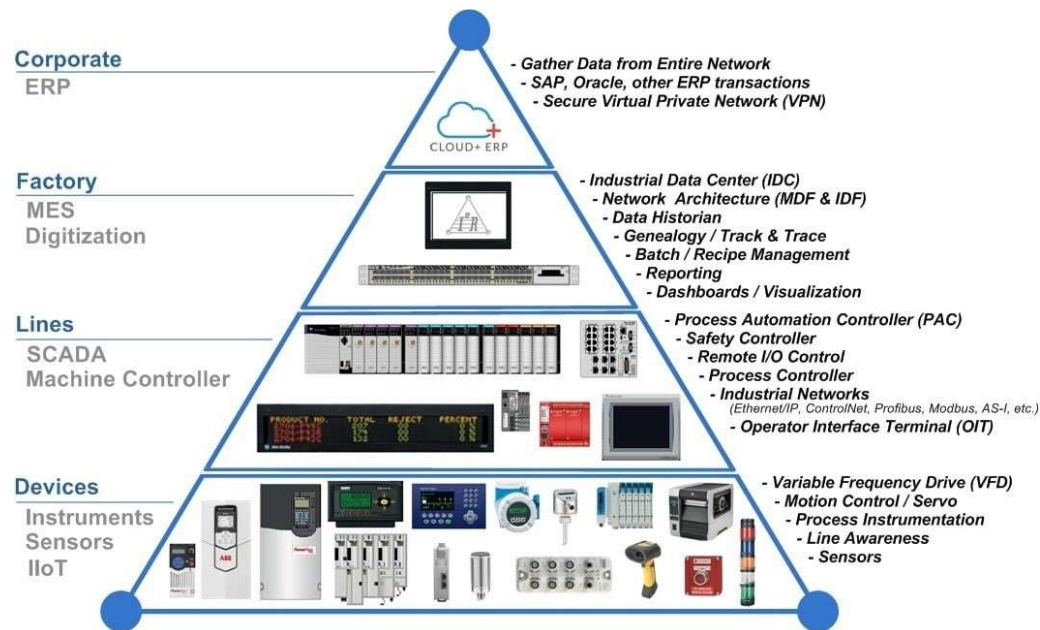 Corporate
ERP
- Gather Data from Entire Network
- SAP, Oracle, other ERP transactions
- Secure Virtual Private Network (VPN)
CLOUD+ ERP
Factory
MES
Digitization
- Industrial Data Center (IDC)
- Network Architecture (MDF & IDF)
- Data Historian
- Genealogy / Track & Trace
- Batch / Recipe Management
- Reporting
- Dashboards / Visualization
Lines
SCADA
Machine Controller
- Process Automation Controller (PAC)
- Safety Controller
- Remote I/O Control
- Process Controller
- Industrial Networks
(Ethernet/IP, ControlNet, Profibus, Modbus, AS-I, etc.)
- Operator Interface Terminal (OIT)
PRODUCT NO. TOTAL REJECT PERCENT
Devices
Instruments
Sensors
IIoT
- Variable Frequency Drive (VFD)
- Motion Control / Servo
- Process Instrumentation
- Line Awareness
- Sensors
ABB